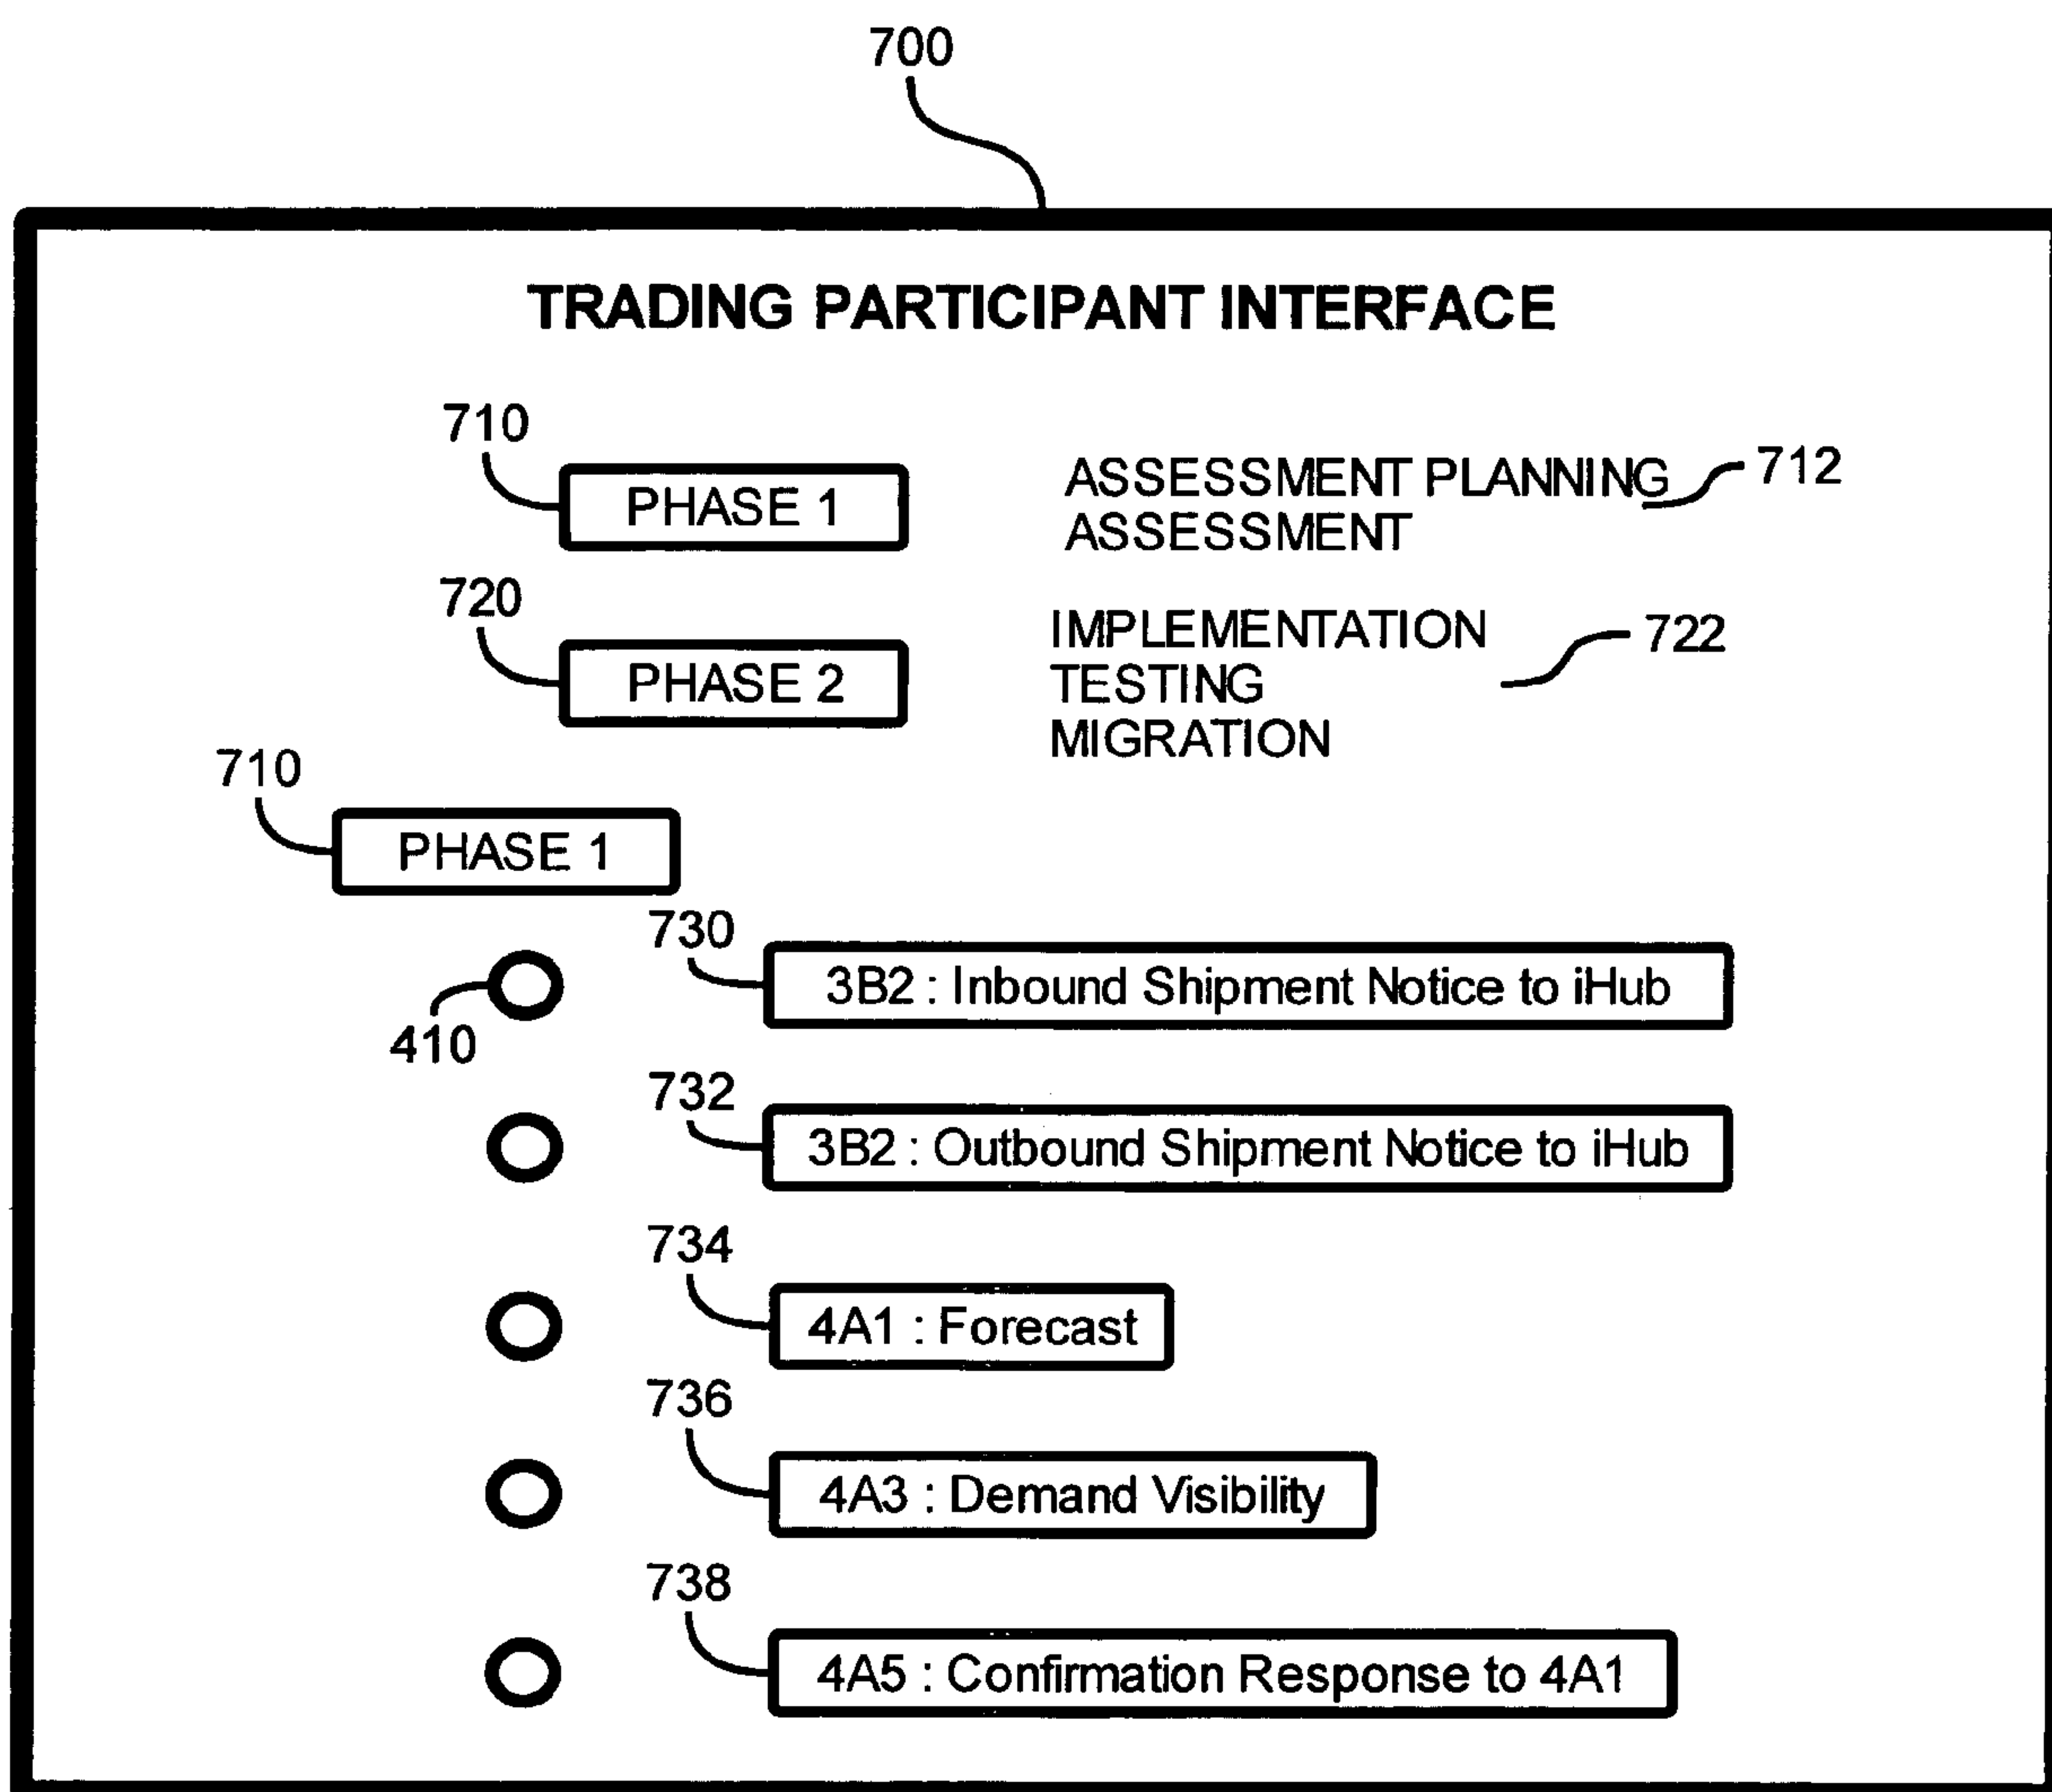 700
TRADING PARTICIPANT INTERFACE
710
PHASE 1
ASSESSMENT PLANNING
ASSESSMENT
712
720
PHASE 2
IMPLEMENTATION
TESTING
MIGRATION
722
710
PHASE 1
730
3B2 : Inbound Shipment Notice to iHub
410
732
3B2 : Outbound Shipment Notice to iHub
734
4A1 : Forecast
736
4A3 : Demand Visibility
738
4A5 : Confirmation Response to 4A1